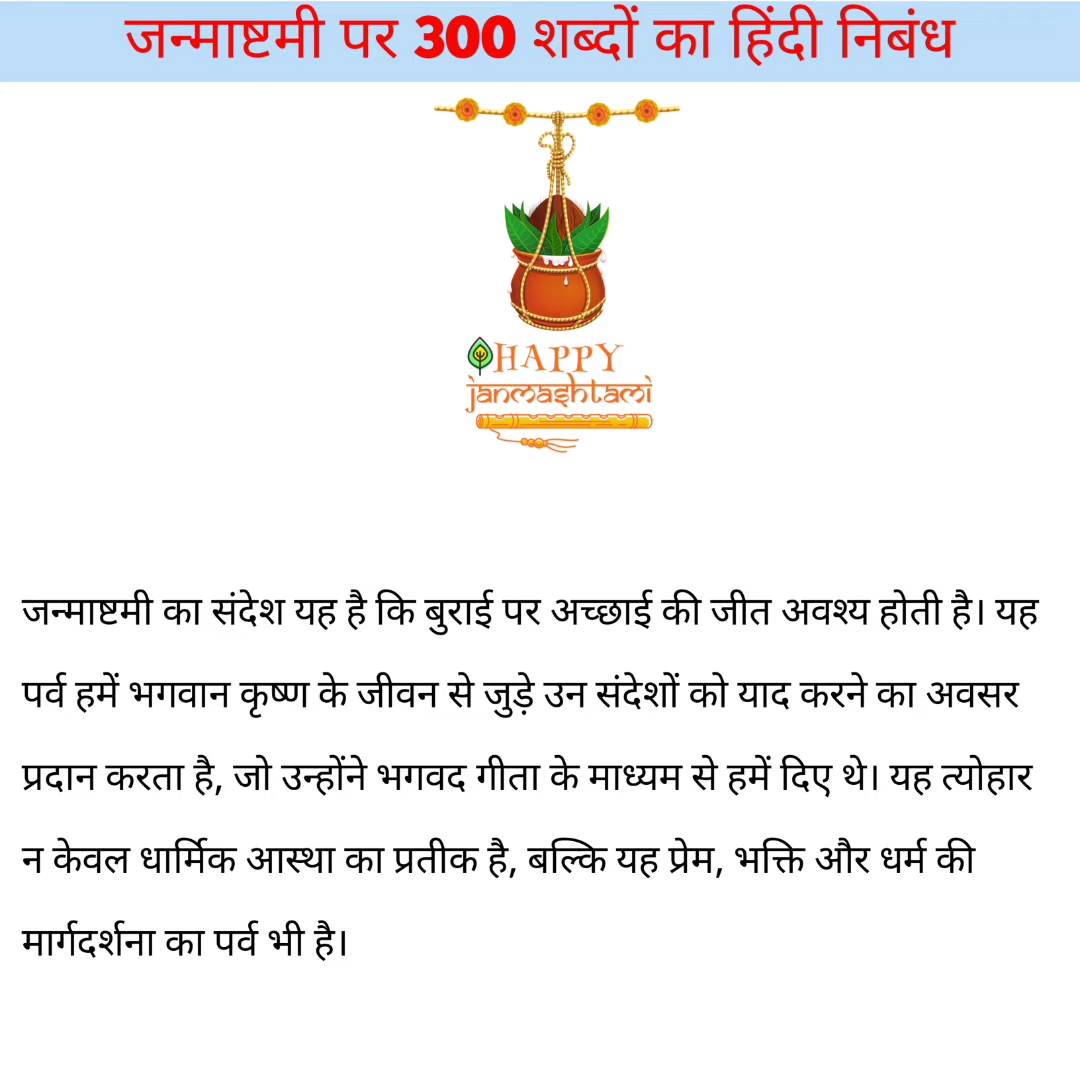 जन्माष्टमी पर 300 शब्दों का हिंदी निबंध
HAPPY
janmashtami
जन्माष्टमी का संदेश यह है कि बुराई पर अच्छाई की जीत अवश्य होती है। यह
पर्व हमें भगवान कृष्ण के जीवन से जुड़े उन संदेशों को याद करने का अवसर
प्रदान करता है, जो उन्होंने भगवद गीता के माध्यम से हमें दिए थे। यह त्योहार
न केवल धार्मिक आस्था का प्रतीक है, बल्कि यह प्रेम, भक्ति और धर्म की
मार्गदर्शना का पर्व भी है।